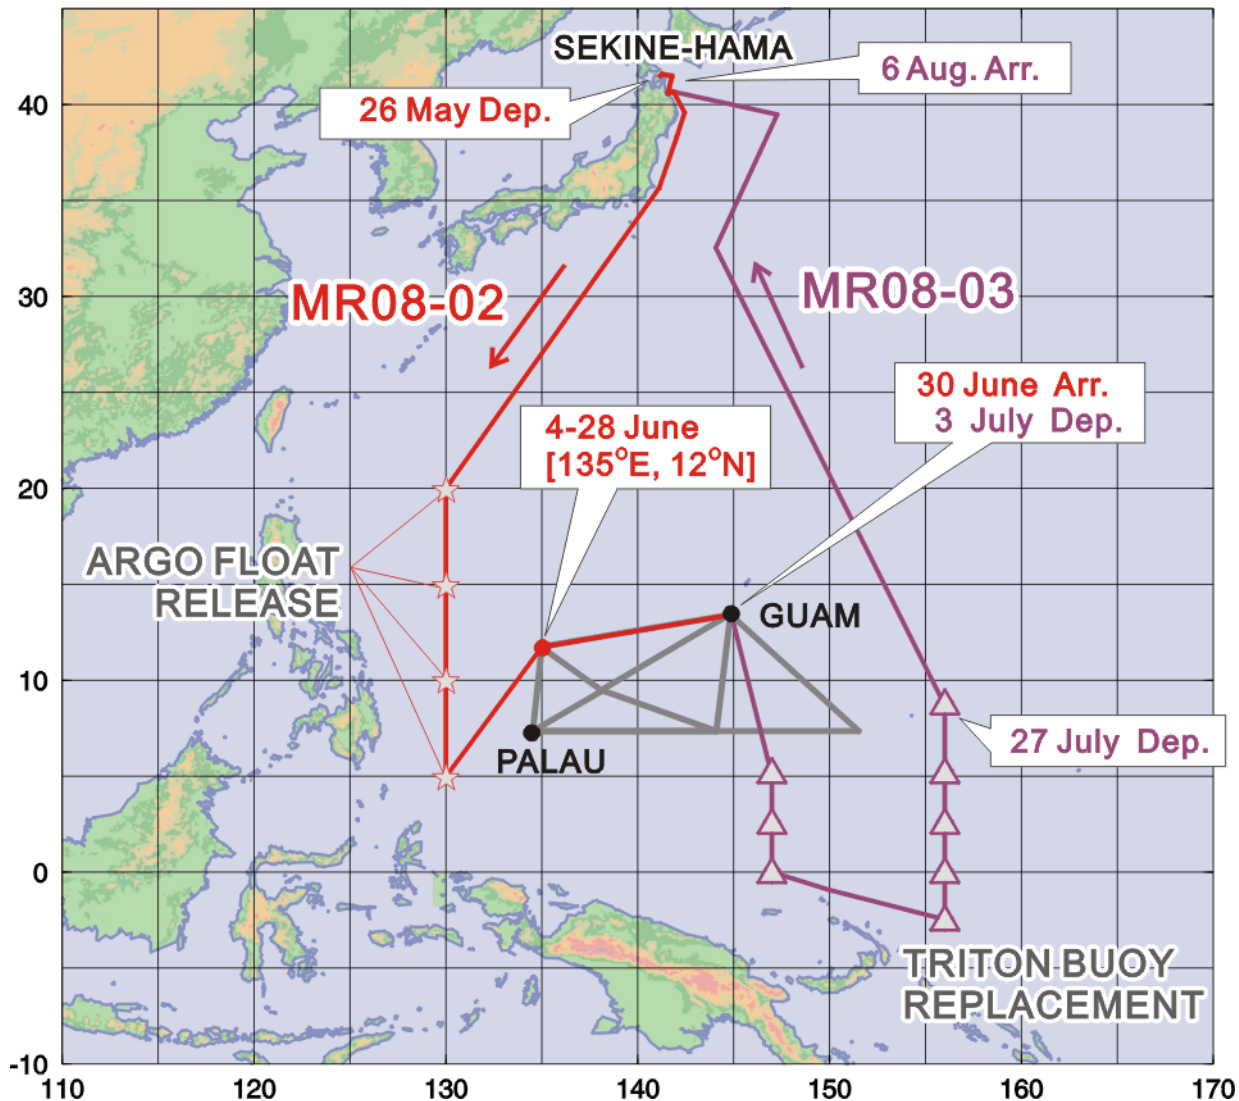 SEKINE-HAMA
6 Aug. Arr.
26 May Dep.
40
MR08-02
MR08-03
30
30 June Arr.
3 July Dep.
4-28 June
[135°E, 12°N]
20
ARGO FLOAT
RELEASE
GUAM
10
PALAU
27 July Dep.
0
TRITON BUOY
REPLACEMENT
-10
110 120 130 140 150 160 170